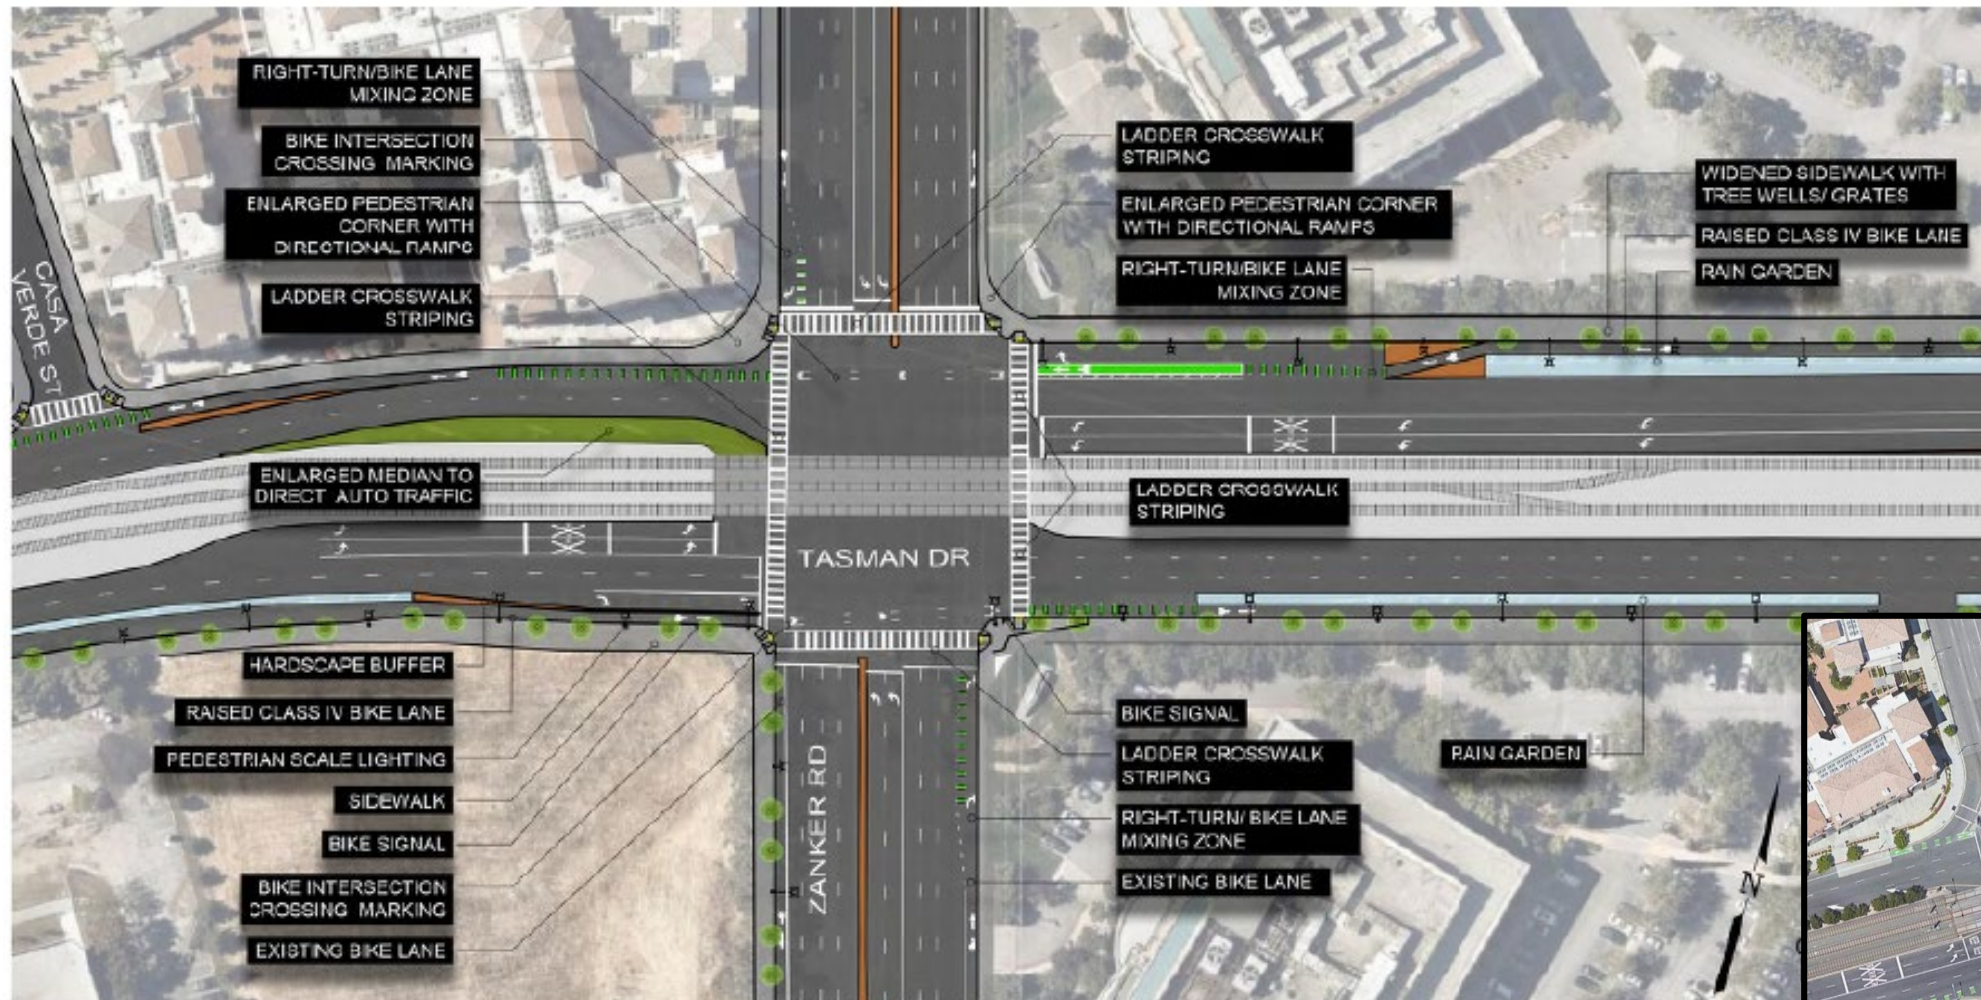 RIGHT-TURN/BIKE LANE
MIXING ZONE
BIKE INTERSECTION
CROSSING MARKING
ENLARGED PEDESTRIAN
CORNER WITH
DIRECTIONAL RAMPS
LADDER CROSSWALK
STRIPING
CASA
VERDE ST
ENLARGED MEDIAN TO
DIRECT AUTO TRAFFIC
HARDSCAPE BUFFER
RAISED CLASS IV BIKE LANE
PEDESTRIAN SCALE LIGHTING
SIDEWALK
BIKE SIGNAL
BIKE INTERSECTION
CROSSING MARKING
EXISTING BIKE LANE
TASMAN DR
ZANKER RD
LADDER CROSSWALK
STRIPING
ENLARGED PEDESTRIAN CORNER
WITH DIRECTIONAL RAMPS
RIGHT-TURN/BIKE LANE
MIXING ZONE
WIDENED SIDEWALK WITH
TREE WELLS/ GRATES
RAISED CLASS IV BIKE LANE
RAIN GARDEN
LADDER CROSSWALK
STRIPING
BIKE SIGNAL
LADDER CROSSWALK
STRIPING
RIGHT-TURN/ BIKE LANE
MIXING ZONE
EXISTING BIKE LANE
RAIN GARDEN
N